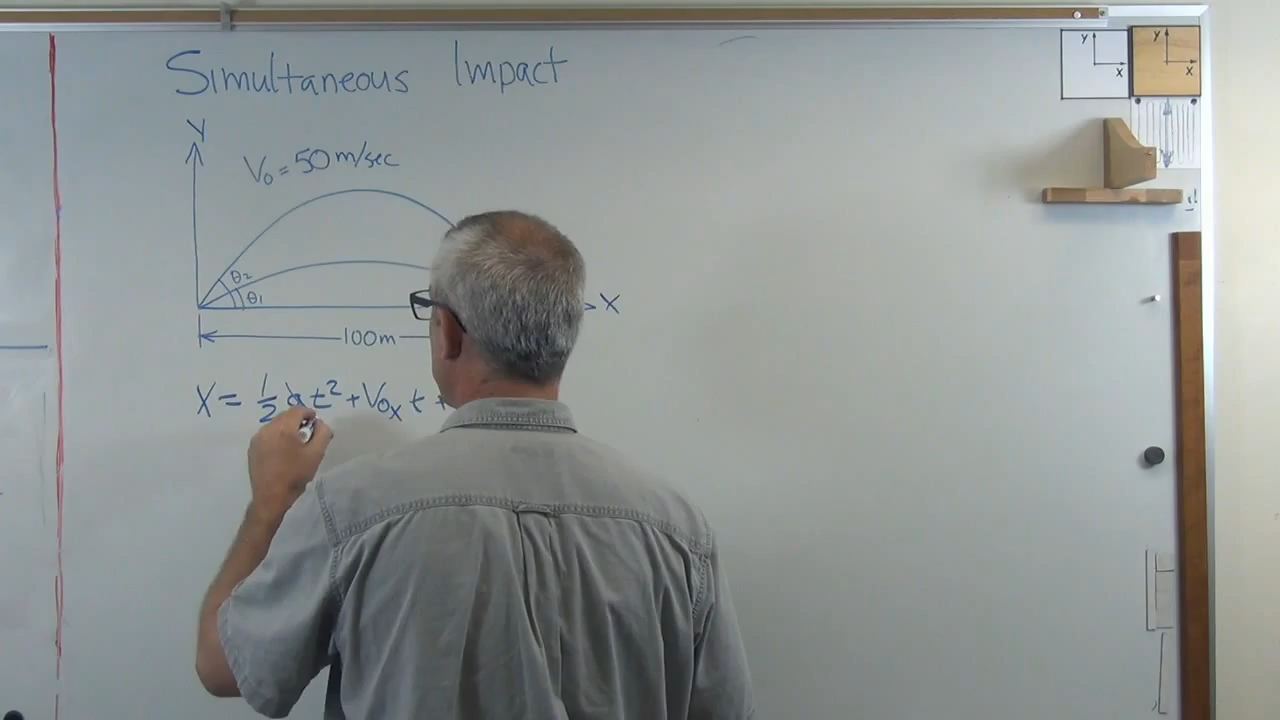 Simultaneous Impact
Y
V₀ = 50 m/sec
θ₂
θ₁
X
100m
X = 1/2 a t² + V₀ₓ t +
Y
X
Y
X